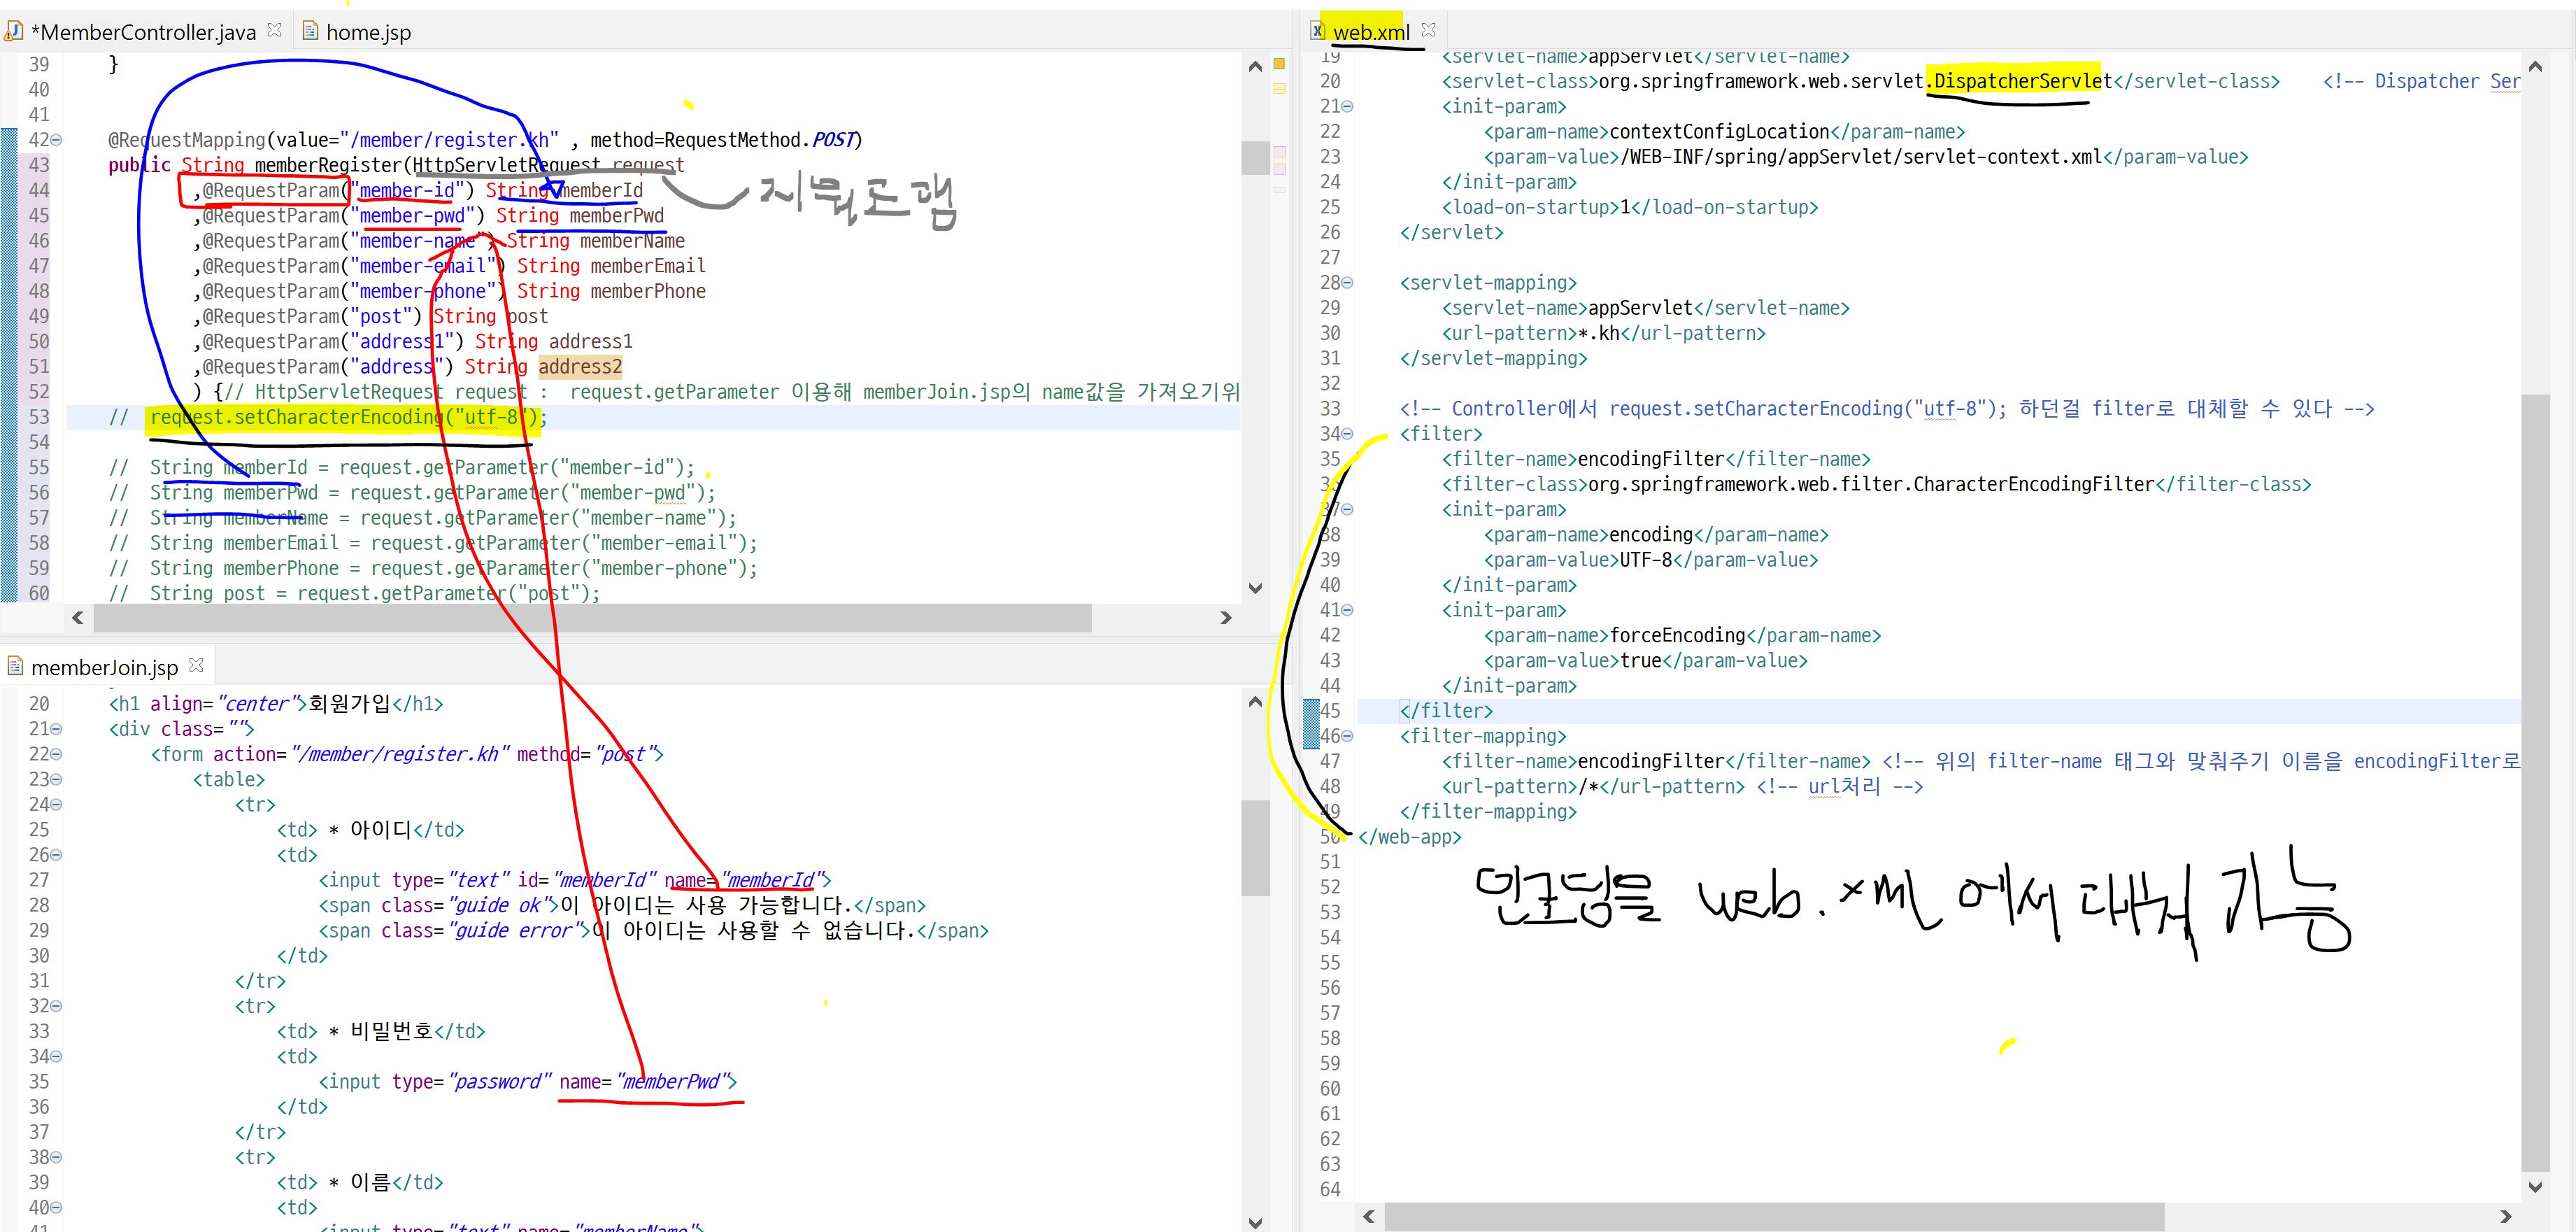 *MemberController.java
home.jsp
39 }
40
41
42 @RequestMapping(value="/member/register.kh" , method=RequestMethod.POST)
43 public String memberRegister(HttpServletRequest request
44 ,@RequestParam("member-id") String memberId
45 ,@RequestParam("member-pwd") String memberPwd
46 ,@RequestParam("member-name") String memberName
47 ,@RequestParam("member-email") String memberEmail
48 ,@RequestParam("member-phone") String memberPhone
49 ,@RequestParam("post") String post
50 ,@RequestParam("address1") String address1
51 ,@RequestParam("address") String address2
52 ) {// HttpServletRequest request : request.getParameter 이용해 memberJoin.jsp의 name값을 가져오기위
53 // request.setCharacterEncoding("utf-8");
54
55 // String memberId = request.getParameter("member-id");
56 // String memberPwd = request.getParameter("member-pwd");
57 // String memberName = request.getParameter("member-name");
58 // String memberEmail = request.getParameter("member-email");
59 // String memberPhone = request.getParameter("member-phone");
60 // String post = request.getParameter("post");
지워도 됨
memberJoin.jsp
20 <h1 align="center">회원가입</h1>
21 <div class="">
22 <form action="/member/register.kh" method="post">
23 <table>
24 <tr>
25 <td> * 아이디</td>
26 <td>
27 <input type="text" id="memberId" name="memberId">
28 <span class="guide ok">이 아이디는 사용 가능합니다.</span>
29 <span class="guide error">이 아이디는 사용할 수 없습니다.</span>
30 </td>
31 </tr>
32 <tr>
33 <td> * 비밀번호</td>
34 <td>
35 <input type="password" name="memberPwd">
36 </td>
37 </tr>
38 <tr>
39 <td> * 이름</td>
40 <td>
41 <input type="text" name="memberName">
web.xml
19 <servlet-name>appServlet</servlet-name>
20 <servlet-class>org.springframework.web.servlet.DispatcherServlet</servlet-class> <!-- Dispatcher Ser
21 <init-param>
22 <param-name>contextConfigLocation</param-name>
23 <param-value>/WEB-INF/spring/appServlet/servlet-context.xml</param-value>
24 </init-param>
25 <load-on-startup>1</load-on-startup>
26 </servlet>
27
28 <servlet-mapping>
29 <servlet-name>appServlet</servlet-name>
30 <url-pattern>*.kh</url-pattern>
31 </servlet-mapping>
32
33 <!-- Controller에서 request.setCharacterEncoding("utf-8"); 하던걸 filter로 대체할 수 있다 -->
34 <filter>
35 <filter-name>encodingFilter</filter-name>
36 <filter-class>org.springframework.web.filter.CharacterEncodingFilter</filter-class>
37 <init-param>
38 <param-name>encoding</param-name>
39 <param-value>UTF-8</param-value>
40 </init-param>
41 <init-param>
42 <param-name>forceEncoding</param-name>
43 <param-value>true</param-value>
44 </init-param>
45 </filter>
46 <filter-mapping>
47 <filter-name>encodingFilter</filter-name> <!-- 위의 filter-name 태그와 맞춰주기 이름을 encodingFilter로
48 <url-pattern>/*</url-pattern> <!-- url처리 -->
49 </filter-mapping>
50 </web-app>
51
52
53
54
55
56
57
58
59
60
61
62
63
64
인코딩을 web.xml 에서 대체 가능